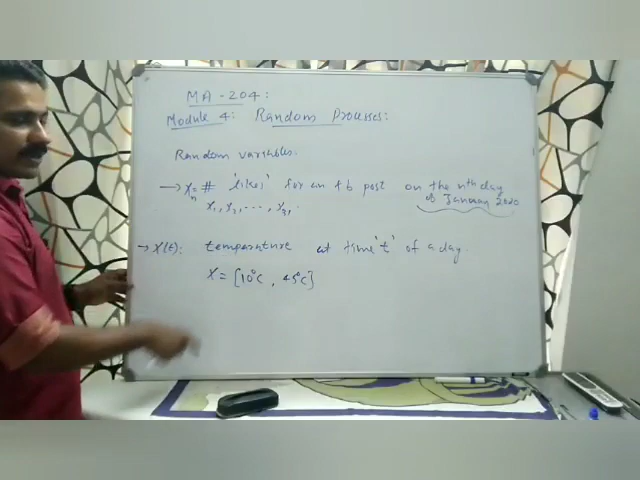 MA-204:
Module 4: Random Processes:
Random variables:
→ Xn # 'likes' for an fb post on the nth day
of January 2020
x₁, x₂, ..., x₃₁.
→ X(t): temperature at time 't' of a day.
X = [10°C, 45°C]